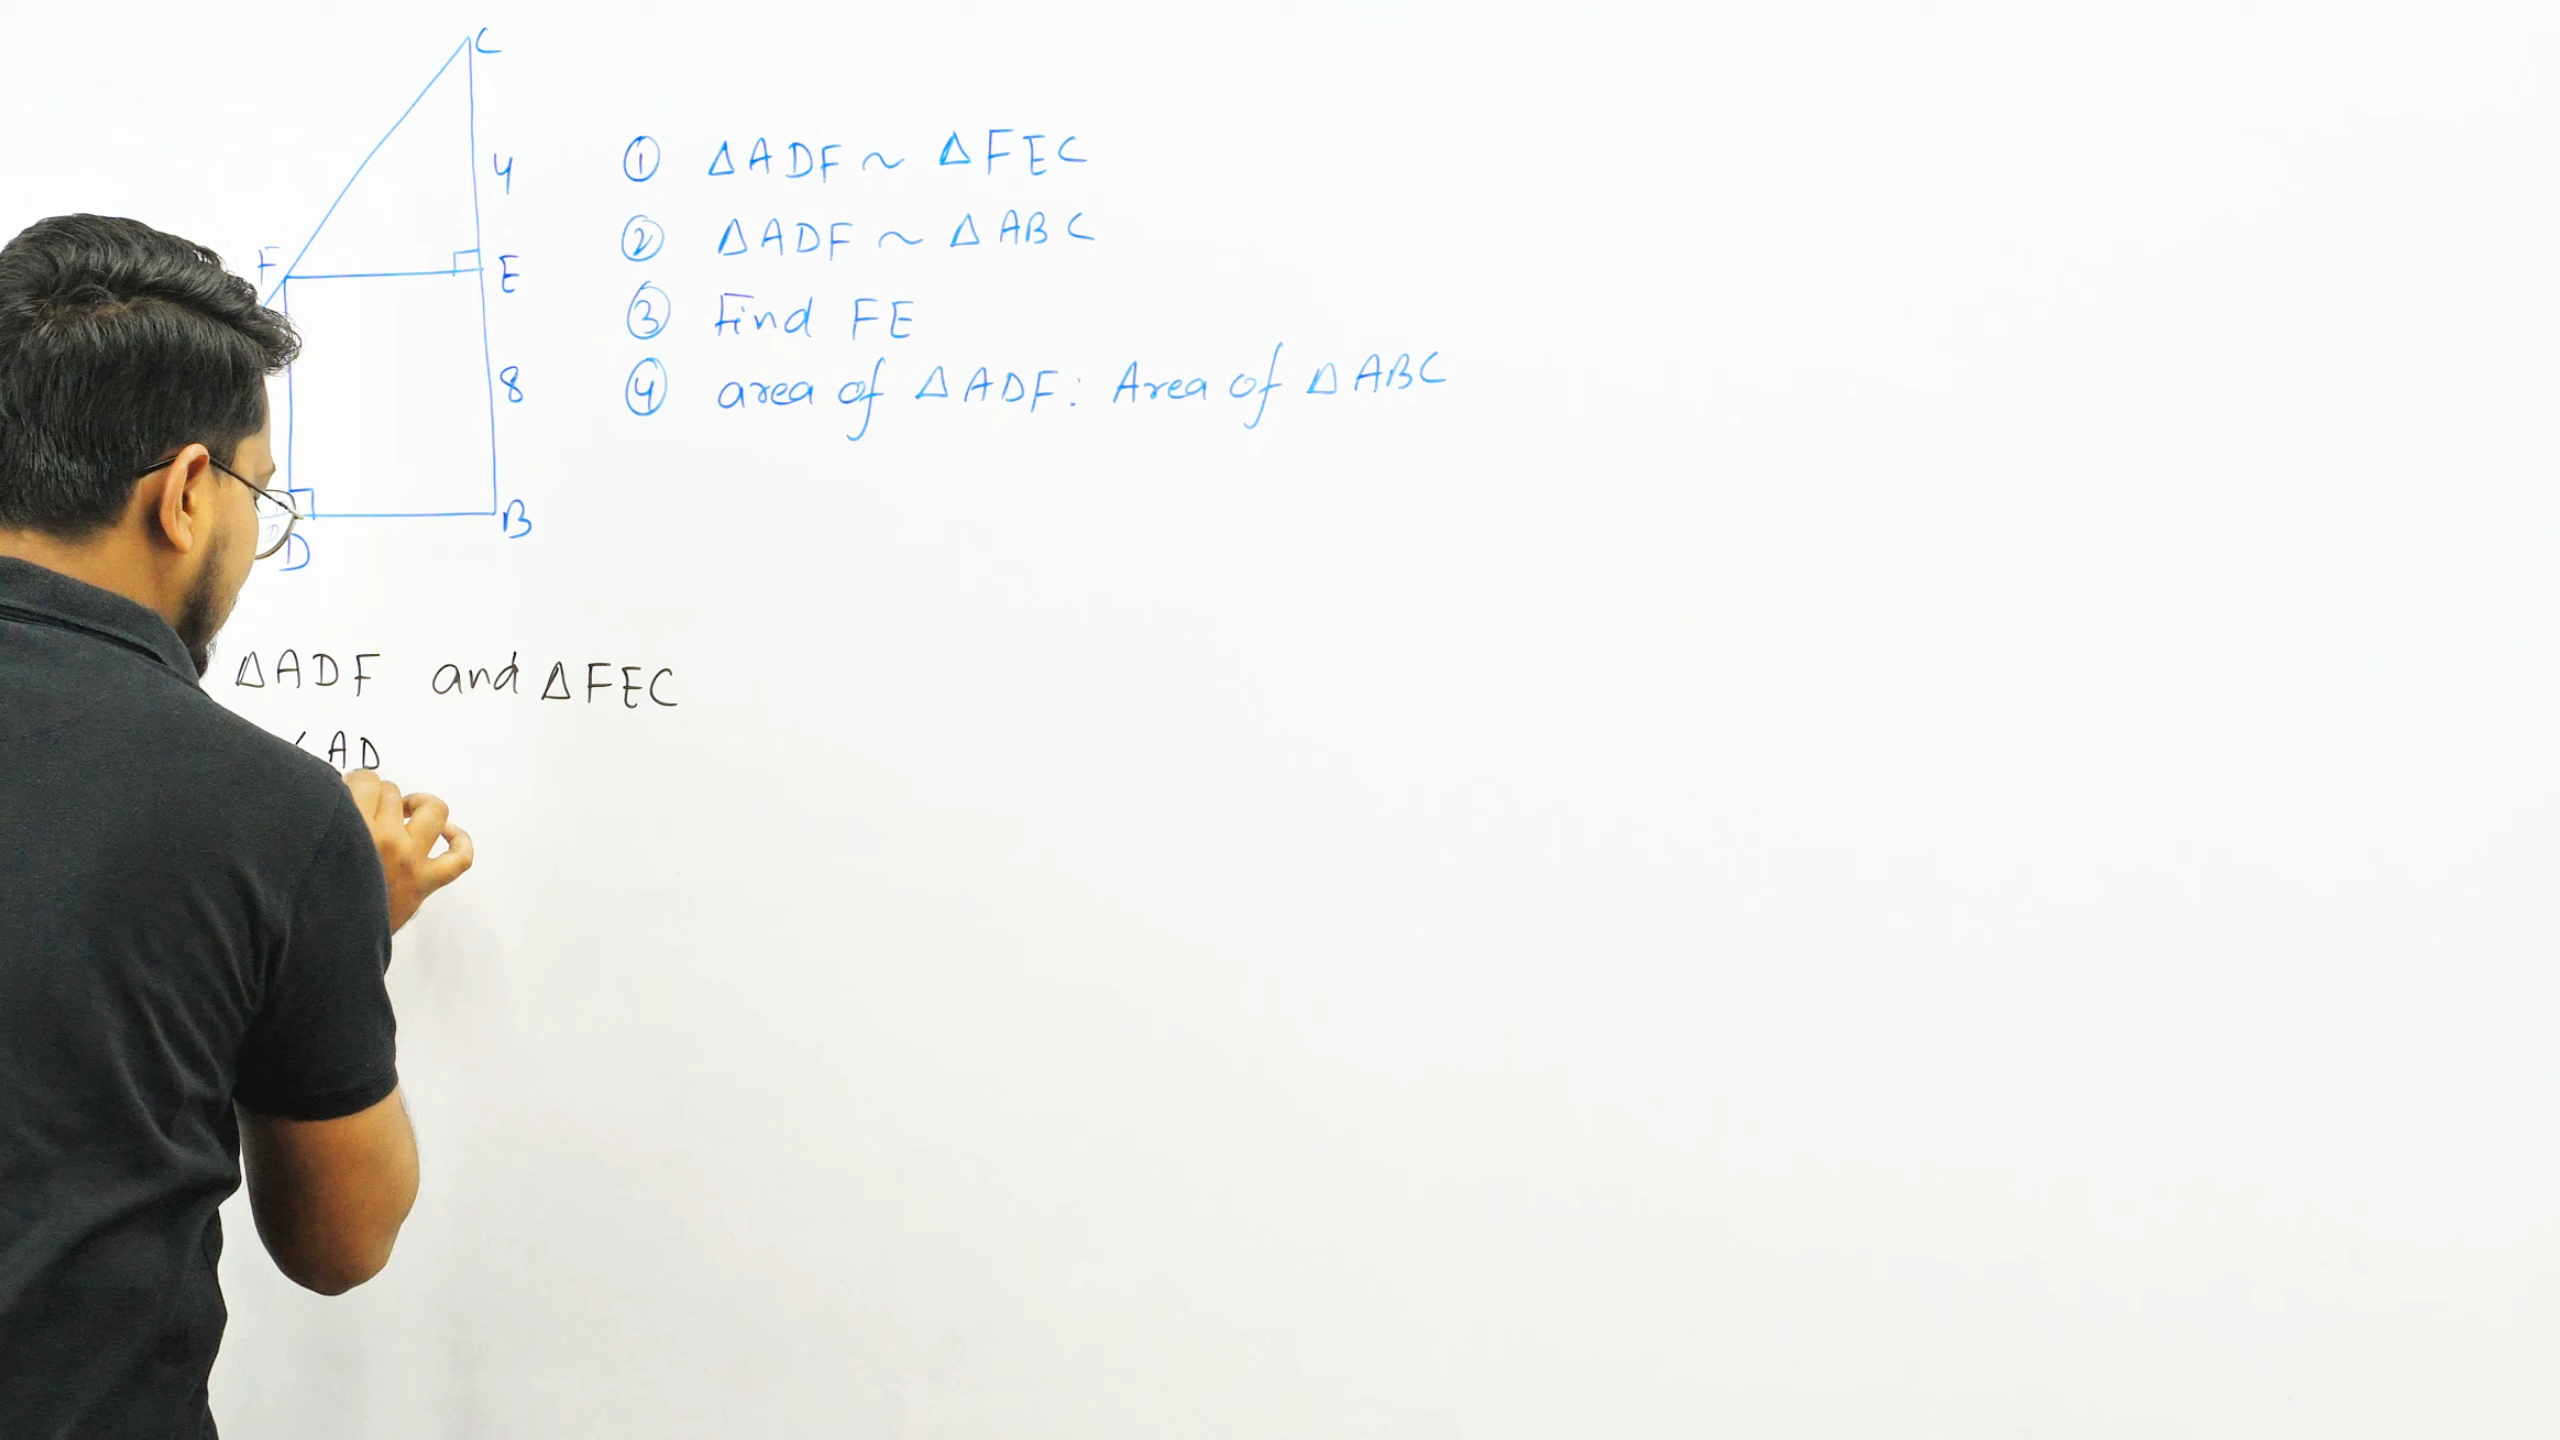 C
4
F
E
8
B
D
① ΔADF ~ ΔFEC
② ΔADF ~ ΔABC
③ Find FE
④ area of ΔADF : Area of ΔABC
ΔADF and ΔFEC
∠AD